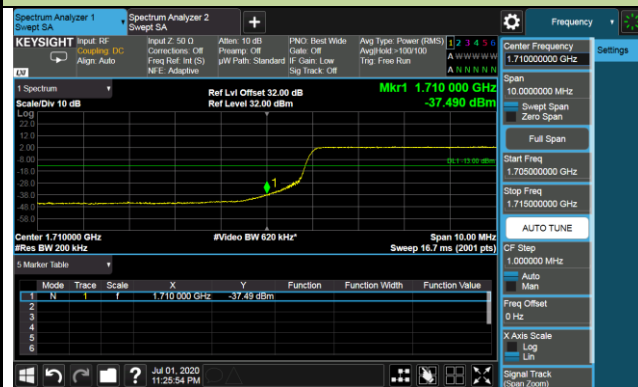 Spectrum Analyzer 1
Swept SA
Spectrum Analyzer 2
Swept SA
+
Frequency
KEYSIGHT
Input: RF
Coupling: DC
Align: Auto
Input Z: 50 Ω
Corrections: Off
Freq Ref: Int (S)
NFE: Adaptive
Atten: 10 dB
Preamp: Off
µW Path: Standard
PNO: Best Wide
Gate: Off
IF Gain: Low
Sig Track: Off
Avg Type: Power (RMS)
Avg|Hold:>100/100
Trig: Free Run
1 2 3 4 5 6
A W W W W W
A N N N N N
LXI
Center Frequency
1.710000000 GHz
Settings
Span
10.0000000 MHz
Swept Span
Zero Span
Full Span
Start Freq
1.705000000 GHz
Stop Freq
1.715000000 GHz
AUTO TUNE
CF Step
1.000000 MHz
Auto
Man
Freq Offset
0 Hz
X Axis Scale
Log
Lin
Signal Track
(Span Zoom)
1 Spectrum
Scale/Div 10 dB
Log
Ref Lvl Offset 32.00 dB
Ref Level 32.00 dBm
Mkr1 1.710 000 GHz
-37.490 dBm
22.0
12.0
2.00
-8.00
-18.0
-28.0
-38.0
-48.0
-58.0
DL1 -13.00 dBm
1
Center 1.710000 GHz
#Res BW 200 kHz
#Video BW 620 kHz*
Span 10.00 MHz
Sweep 16.7 ms (2001 pts)
5 Marker Table
Mode Trace Scale X Y Function Function Width Function Value
1 N 1 f 1.710 000 GHz -37.49 dBm
2
3
4
5
6
?
Jul 01, 2020
11:25:54 PM